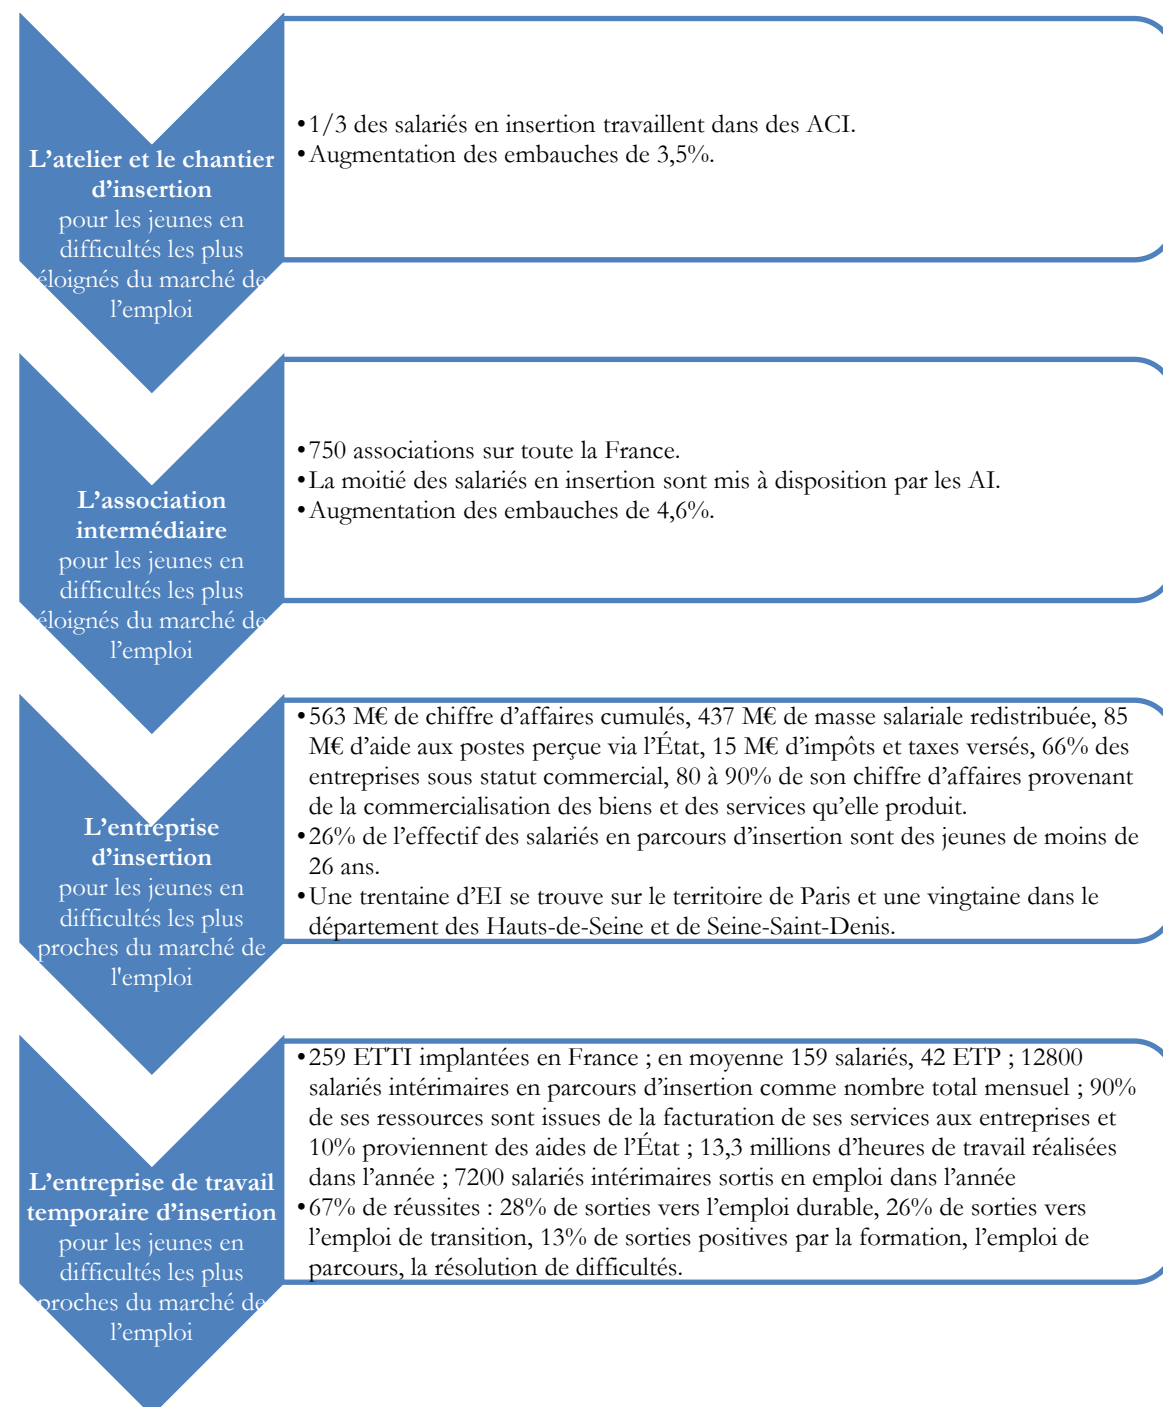 L’atelier et le chantier
d’insertion
pour les jeunes en
difficultés les plus
éloignés du marché de
l’emploi
•1/3 des salariés en insertion travaillent dans des ACI.
•Augmentation des embauches de 3,5%.
L’association
intermédiaire
pour les jeunes en
difficultés les plus
éloignés du marché de
l’emploi
•750 associations sur toute la France.
•La moitié des salariés en insertion sont mis à disposition par les AI.
•Augmentation des embauches de 4,6%.
L’entreprise
d’insertion
pour les jeunes en
difficultés les plus
proches du marché de
l'emploi
•563 M€ de chiffre d’affaires cumulés, 437 M€ de masse salariale redistribuée, 85
M€ d’aide aux postes perçue via l’État, 15 M€ d’impôts et taxes versés, 66% des
entreprises sous statut commercial, 80 à 90% de son chiffre d’affaires provenant
de la commercialisation des biens et des services qu’elle produit.
•26% de l’effectif des salariés en parcours d’insertion sont des jeunes de moins de
26 ans.
•Une trentaine d’EI se trouve sur le territoire de Paris et une vingtaine dans le
département des Hauts-de-Seine et de Seine-Saint-Denis.
L’entreprise de travail
temporaire d’insertion
pour les jeunes en
difficultés les plus
proches du marché de
l’emploi
•259 ETTI implantées en France ; en moyenne 159 salariés, 42 ETP ; 12800
salariés intérimaires en parcours d’insertion comme nombre total mensuel ; 90%
de ses ressources sont issues de la facturation de ses services aux entreprises et
10% proviennent des aides de l’État ; 13,3 millions d’heures de travail réalisées
dans l’année ; 7200 salariés intérimaires sortis en emploi dans l’année
•67% de réussites : 28% de sorties vers l’emploi durable, 26% de sorties vers
l’emploi de transition, 13% de sorties positives par la formation, l’emploi de
parcours, la résolution de difficultés.